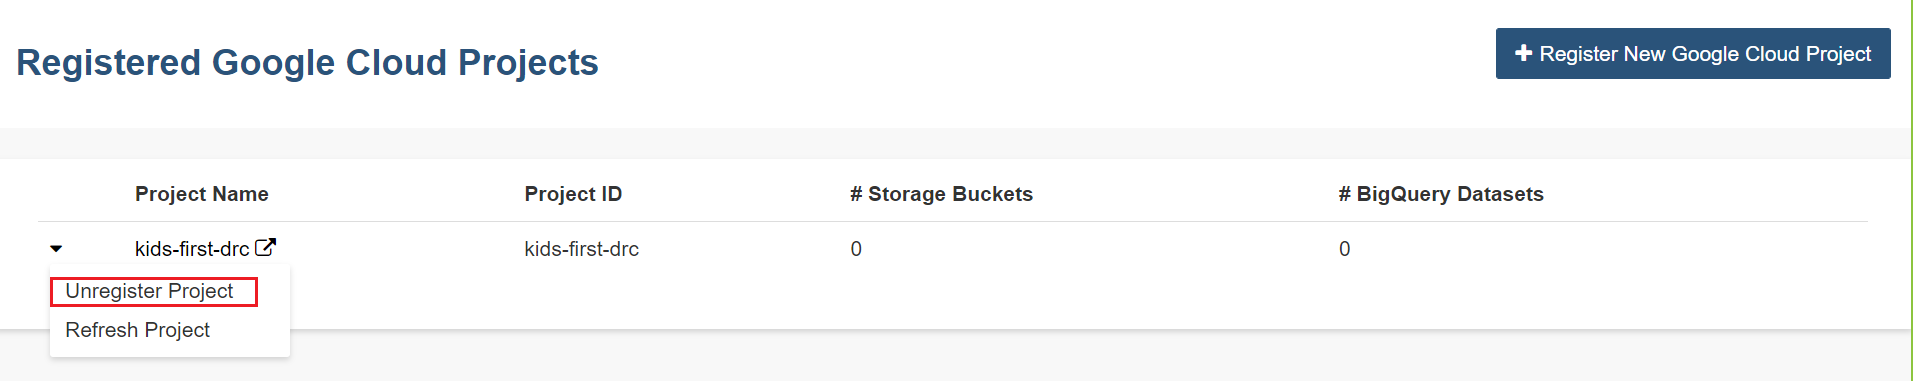 Registered Google Cloud Projects
Register New Google Cloud Project
Project Name Project ID # Storage Buckets # BigQuery Datasets
kids-first-drc kids-first-drc 0 0
Unregister Project
Refresh Project